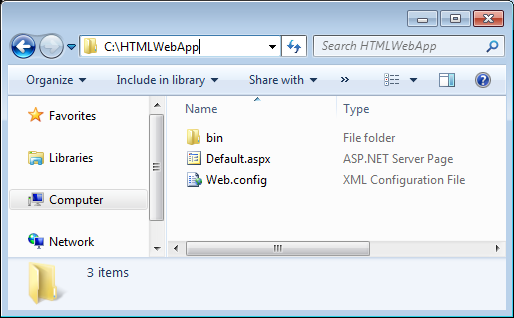 C:\HTMLWebApp Search HTMLWebApp
Organize Include in library Share with »
Name Type
Favorites
Libraries
Computer
Network
bin File folder
Default.aspx ASP.NET Server Page
Web.config XML Configuration File
3 items